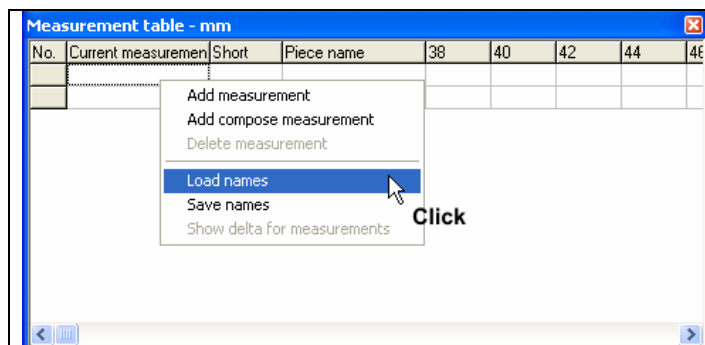 Measurement table - mm
No. Current measuremen Short Piece name 38 40 42 44 46
Add measurement
Add compose measurement
Delete measurement
Load names
Save names
Click
Show delta for measurements